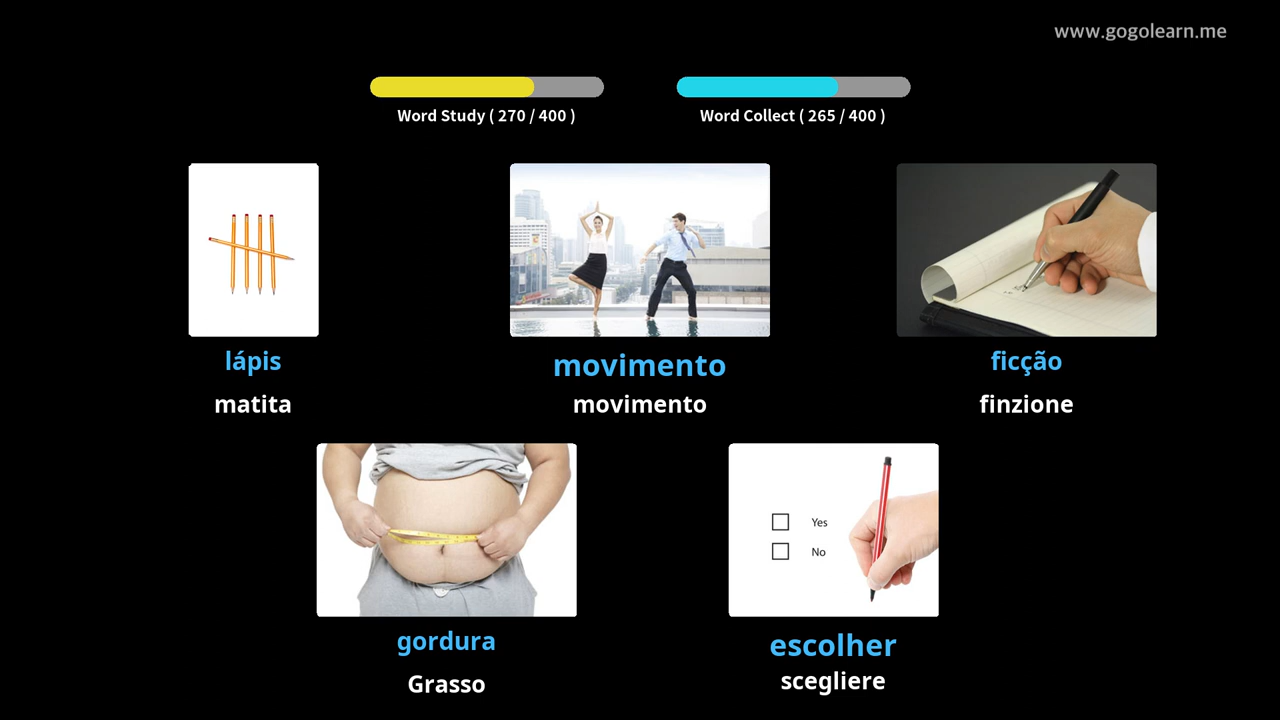 www.gogolearn.me
Word Study ( 270 / 400 )
Word Collect ( 265 / 400 )
lápis
movimento
ficção
matita
movimento
finzione
Yes
No
gordura
escolher
Grasso
scegliere